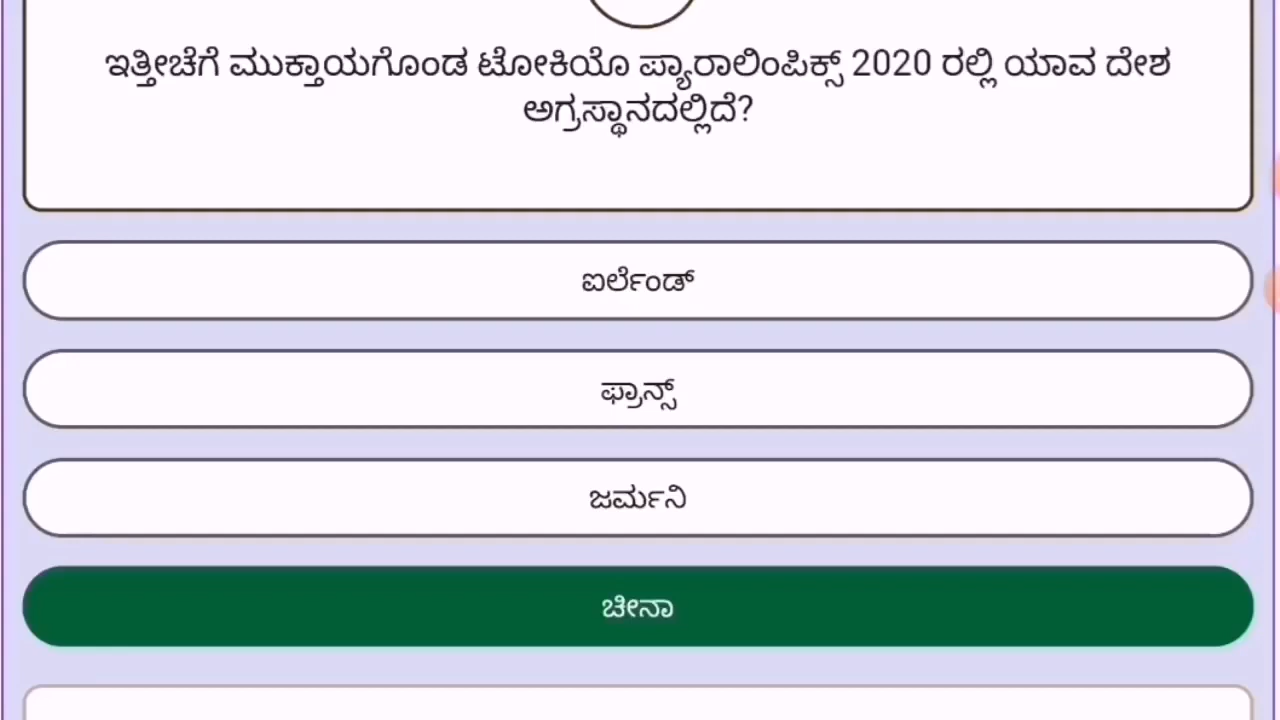 ಇತ್ತೀಚೆಗೆ ಮುಕ್ತಾಯಗೊಂಡ ಟೋಕಿಯೊ ಪ್ಯಾರಾಲಿಂಪಿಕ್ಸ್ 2020 ರಲ್ಲಿ ಯಾವ ದೇಶ
ಅಗ್ರಸ್ಥಾನದಲ್ಲಿದೆ?
ಐರ್ಲೆಂಡ್
ಫ್ರಾನ್ಸ್
ಜರ್ಮನಿ
ಚೀನಾ